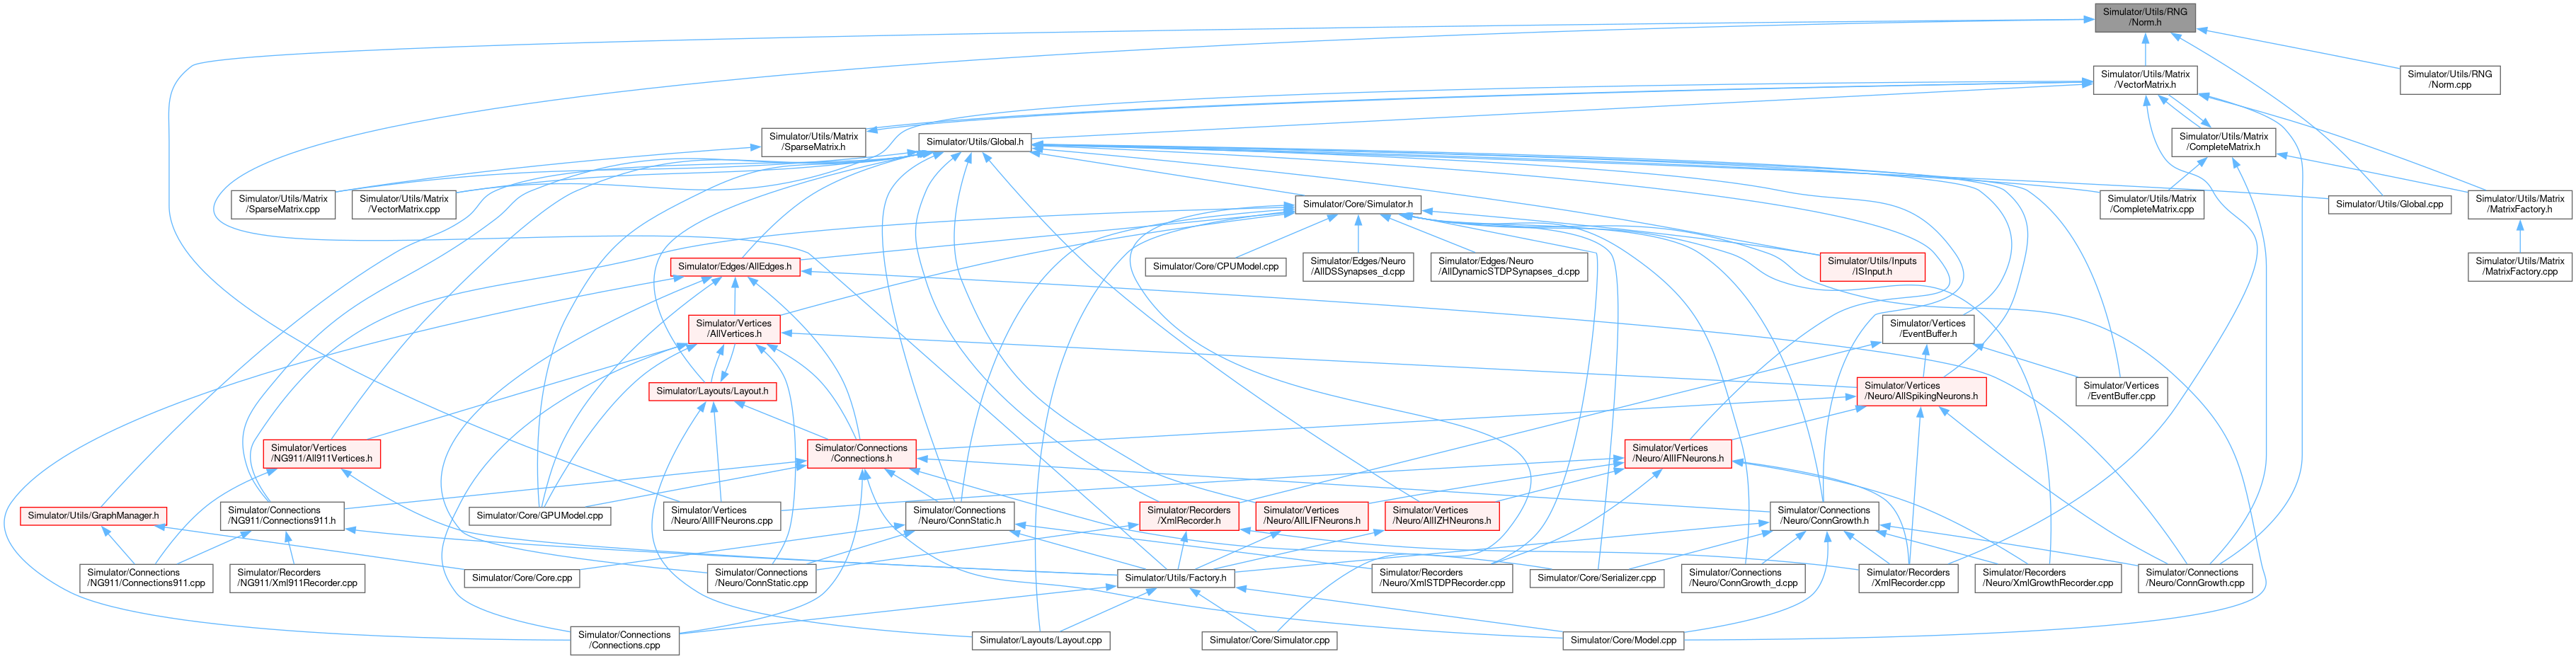 Simulator/Utils/RNG
/Norm.h
Simulator/Utils/Matrix
/VectorMatrix.h
Simulator/Utils/RNG
/Norm.cpp
Simulator/Utils/Matrix
/SparseMatrix.h
Simulator/Utils/Global.h
Simulator/Utils/Matrix
/CompleteMatrix.h
Simulator/Utils/Matrix
/SparseMatrix.cpp
Simulator/Utils/Matrix
/VectorMatrix.cpp
Simulator/Core/Simulator.h
Simulator/Utils/Matrix
/CompleteMatrix.cpp
Simulator/Utils/Global.cpp
Simulator/Utils/Matrix
/MatrixFactory.h
Simulator/Edges/AllEdges.h
Simulator/Core/CPUModel.cpp
Simulator/Edges/Neuro
/AllDSSynapses_d.cpp
Simulator/Edges/Neuro
/AllDynamicSTDPSynapses_d.cpp
Simulator/Utils/Inputs
/ISInput.h
Simulator/Utils/Matrix
/MatrixFactory.cpp
Simulator/Vertices
/AllVertices.h
Simulator/Vertices
/EventBuffer.h
Simulator/Layouts/Layout.h
Simulator/Vertices
/Neuro/AllSpikingNeurons.h
Simulator/Vertices
/EventBuffer.cpp
Simulator/Vertices
/NG911/All911Vertices.h
Simulator/Connections
/Connections.h
Simulator/Vertices
/Neuro/AllIFNeurons.h
Simulator/Utils/GraphManager.h
Simulator/Connections
/NG911/Connections911.h
Simulator/Core/GPUModel.cpp
Simulator/Vertices
/Neuro/AllIFNeurons.cpp
Simulator/Connections
/Neuro/ConnStatic.h
Simulator/Recorders
/XmlRecorder.h
Simulator/Vertices
/Neuro/AllLIFNeurons.h
Simulator/Vertices
/Neuro/AllIZHNeurons.h
Simulator/Connections
/Neuro/ConnGrowth.h
Simulator/Connections
/NG911/Connections911.cpp
Simulator/Recorders
/NG911/Xml911Recorder.cpp
Simulator/Core/Core.cpp
Simulator/Connections
/Neuro/ConnStatic.cpp
Simulator/Utils/Factory.h
Simulator/Recorders
/Neuro/XmlSTDPRecorder.cpp
Simulator/Core/Serializer.cpp
Simulator/Connections
/Neuro/ConnGrowth_d.cpp
Simulator/Recorders
/XmlRecorder.cpp
Simulator/Recorders
/Neuro/XmlGrowthRecorder.cpp
Simulator/Connections
/Neuro/ConnGrowth.cpp
Simulator/Connections
/Connections.cpp
Simulator/Layouts/Layout.cpp
Simulator/Core/Simulator.cpp
Simulator/Core/Model.cpp